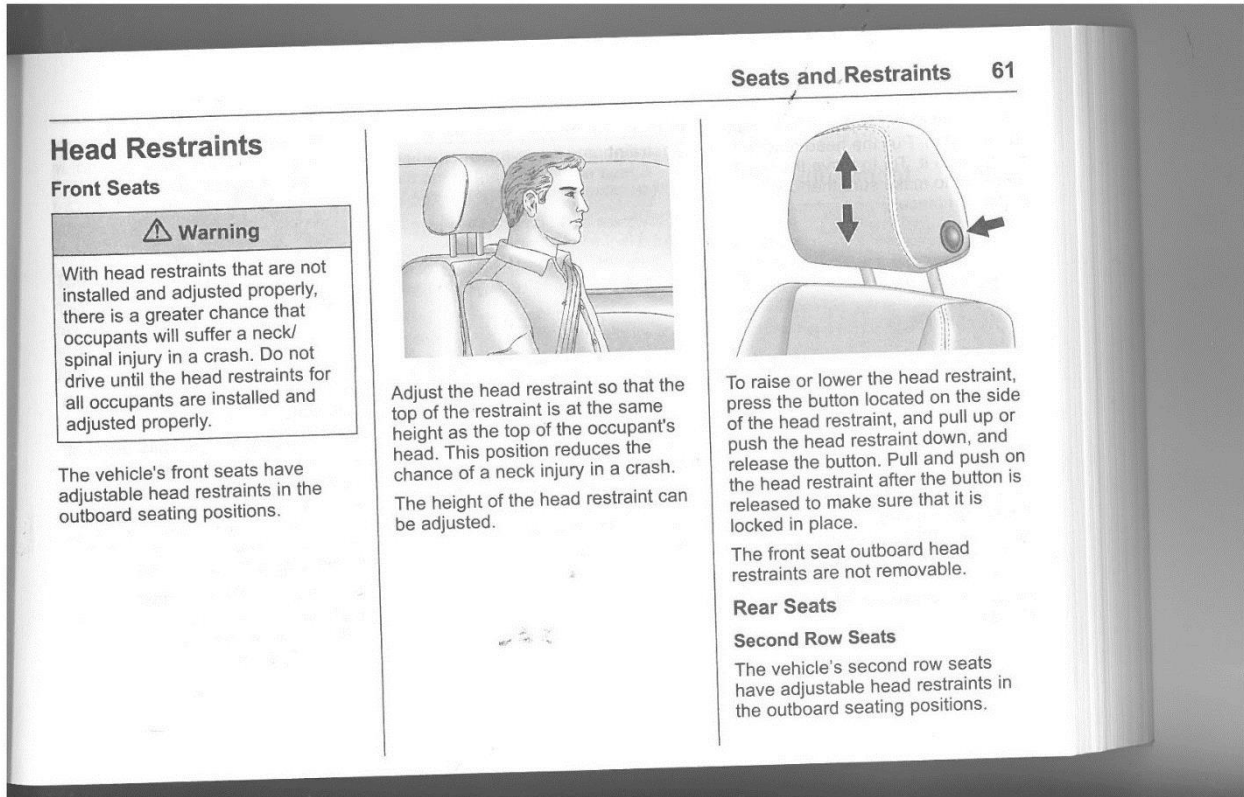 Seats and Restraints 61
Head Restraints
Front Seats
⚠ Warning
With head restraints that are not
installed and adjusted properly,
there is a greater chance that
occupants will suffer a neck/
spinal injury in a crash. Do not
drive until the head restraints for
all occupants are installed and
adjusted properly.
The vehicle's front seats have
adjustable head restraints in the
outboard seating positions.
Adjust the head restraint so that the
top of the restraint is at the same
height as the top of the occupant's
head. This position reduces the
chance of a neck injury in a crash.
The height of the head restraint can
be adjusted.
To raise or lower the head restraint,
press the button located on the side
of the head restraint, and pull up or
push the head restraint down, and
release the button. Pull and push on
the head restraint after the button is
released to make sure that it is
locked in place.
The front seat outboard head
restraints are not removable.
Rear Seats
Second Row Seats
The vehicle's second row seats
have adjustable head restraints in
the outboard seating positions.